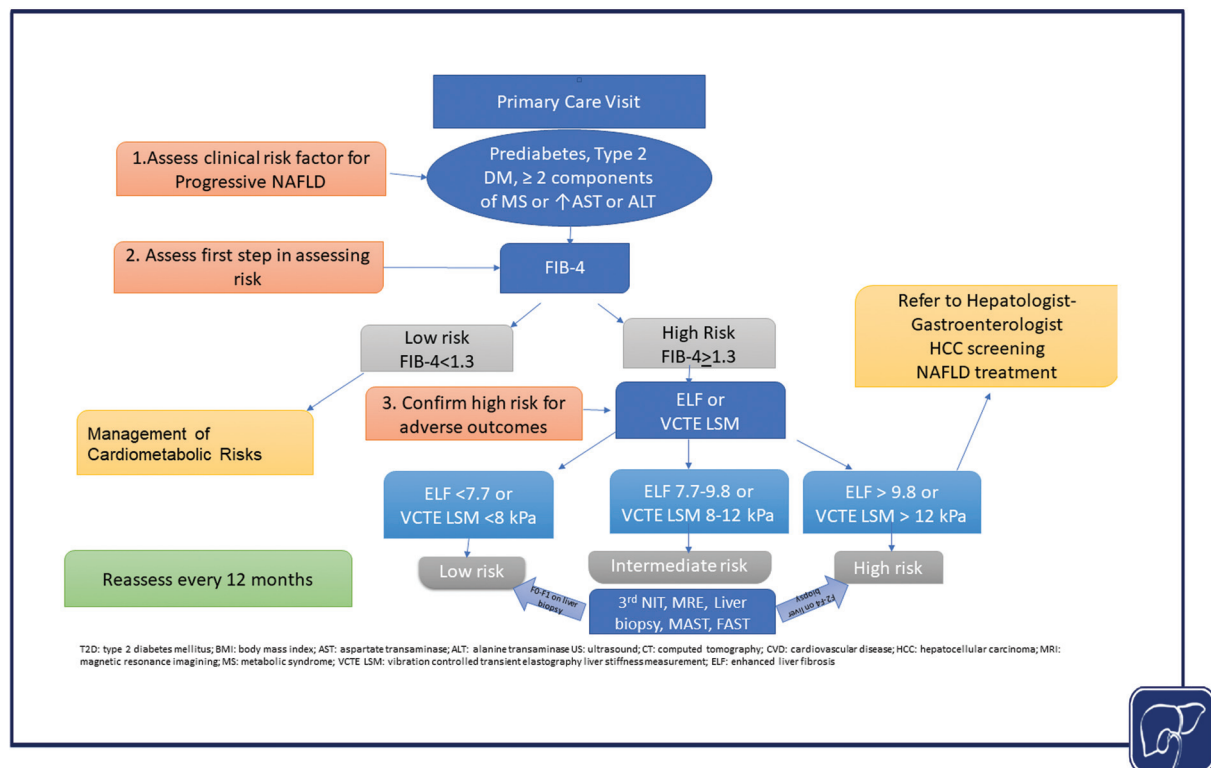 Primary Care Visit
1.Assess clinical risk factor for
Progressive NAFLD
Prediabetes, Type 2
DM, ≥ 2 components
of MS or ↑AST or ALT
2. Assess first step in assessing
risk
FIB-4
Low risk
FIB-4<1.3
High Risk
FIB-4≥1.3
Refer to Hepatologist-
Gastroenterologist
HCC screening
NAFLD treatment
Management of
Cardiometabolic Risks
3. Confirm high risk for
adverse outcomes
ELF or
VCTE LSM
ELF <7.7 or
VCTE LSM <8 kPa
ELF 7.7-9.8 or
VCTE LSM 8-12 kPa
ELF > 9.8 or
VCTE LSM > 12 kPa
Reassess every 12 months
Low risk
Intermediate risk
High risk
F0-F1 on liver
biopsy
3rd NIT, MRE, Liver
biopsy, MAST, FAST
F2-F4 on liver
biopsy
T2D: type 2 diabetes mellitus; BMI: body mass index; AST: aspartate transaminase; ALT: alanine transaminase US: ultrasound; CT: computed tomography; CVD: cardiovascular disease; HCC: hepatocellular carcinoma; MRI:
magnetic resonance imagining; MS: metabolic syndrome; VCTE LSM: vibration controlled transient elastography liver stiffness measurement; ELF: enhanced liver fibrosis